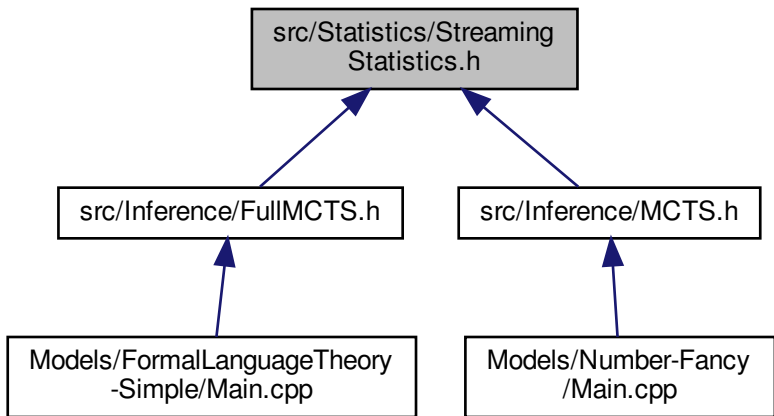 src/Statistics/Streaming
Statistics.h
src/Inference/FullMCTS.h
src/Inference/MCTS.h
Models/FormalLanguageTheory
-Simple/Main.cpp
Models/Number-Fancy
/Main.cpp